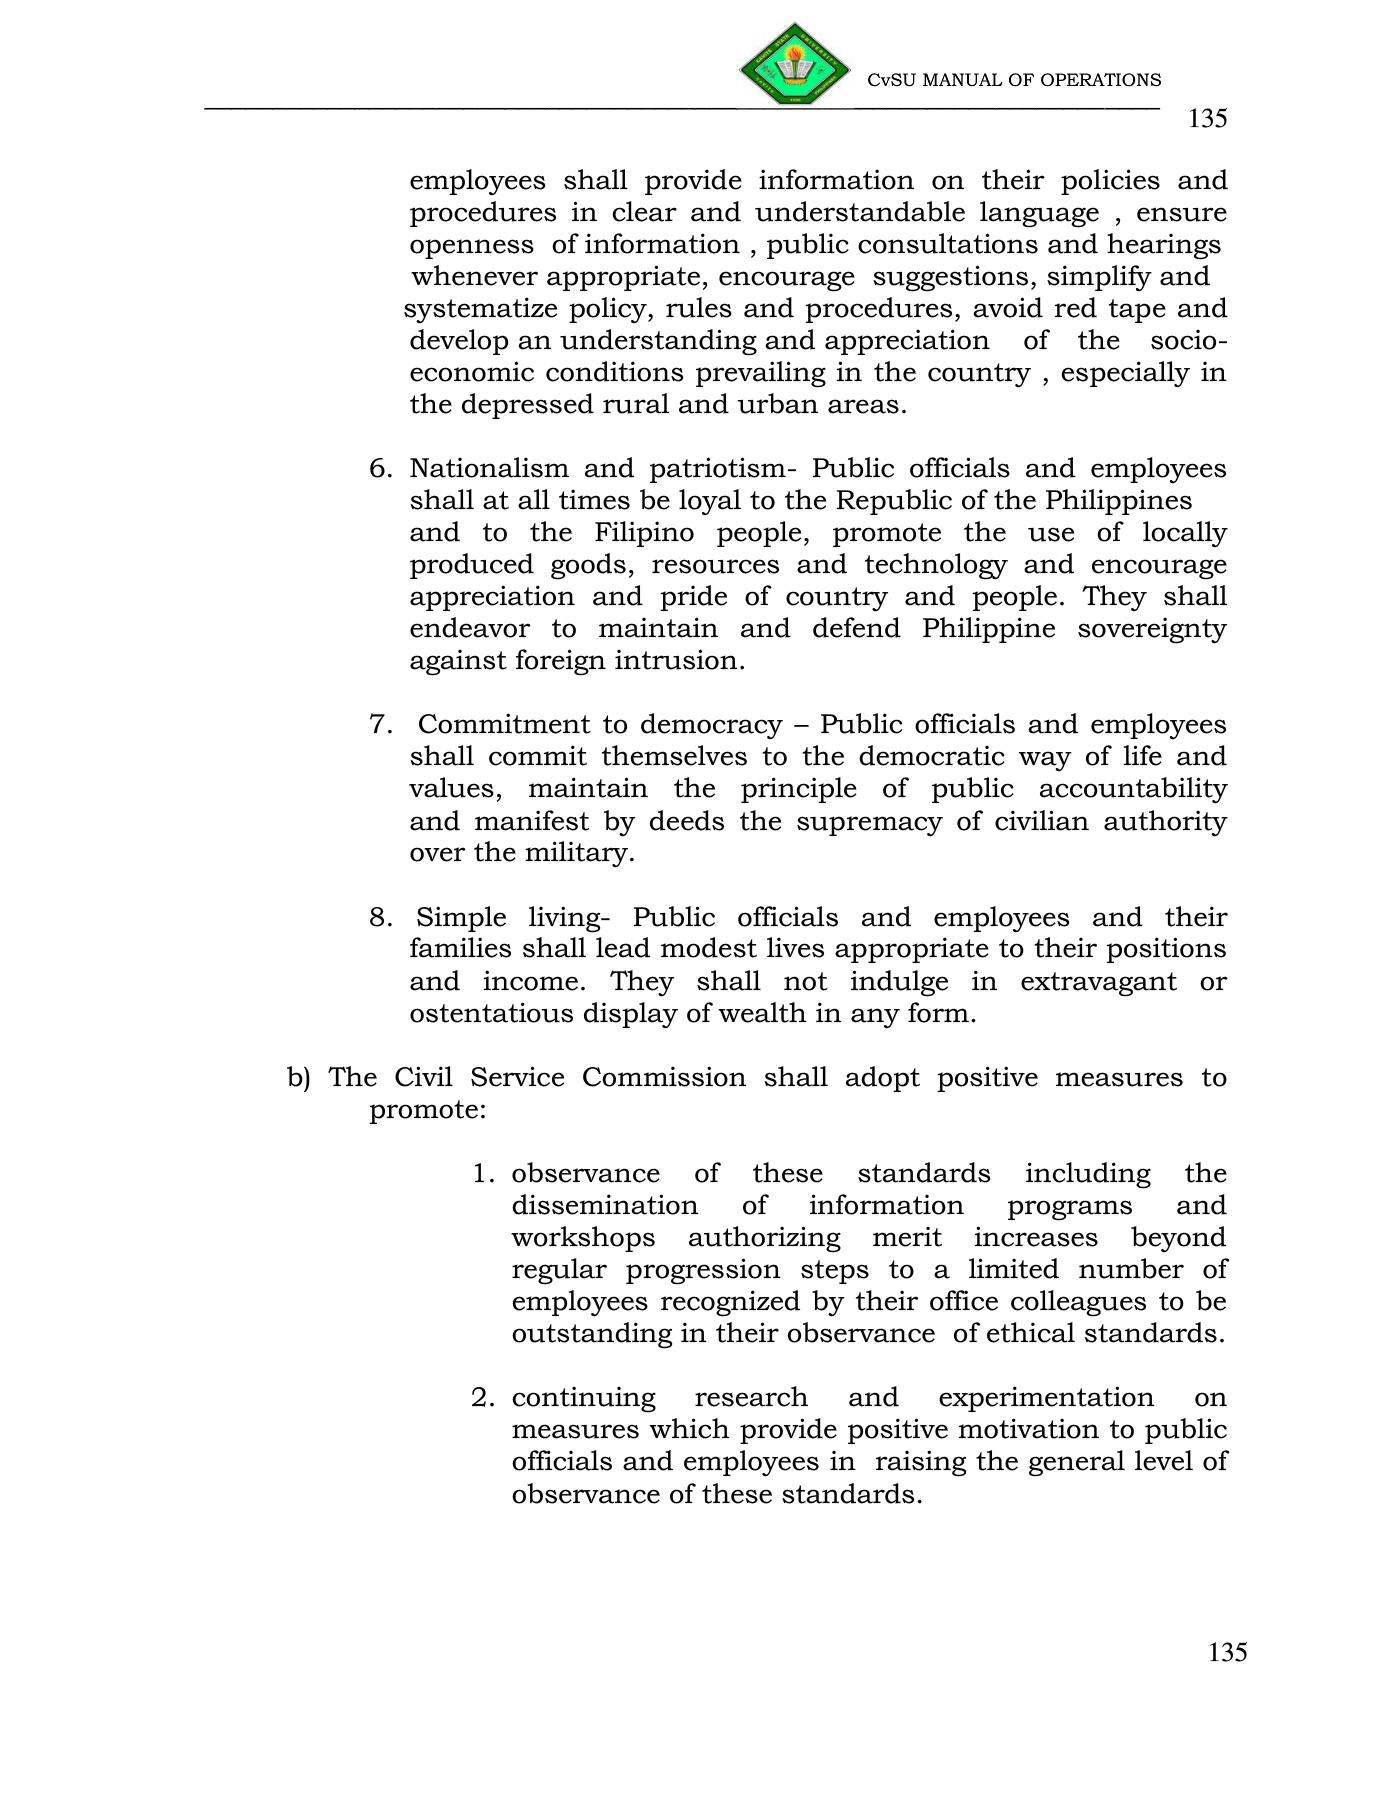 CvSU MANUAL OF OPERATIONS
135
employees shall provide information on their policies and
procedures in clear and understandable language , ensure
openness of information , public consultations and hearings
whenever appropriate, encourage suggestions, simplify and
systematize policy, rules and procedures, avoid red tape and
develop an understanding and appreciation of the socio-
economic conditions prevailing in the country , especially in
the depressed rural and urban areas.
6. Nationalism and patriotism- Public officials and employees
shall at all times be loyal to the Republic of the Philippines
and to the Filipino people, promote the use of locally
produced goods, resources and technology and encourage
appreciation and pride of country and people. They shall
endeavor to maintain and defend Philippine sovereignty
against foreign intrusion.
7. Commitment to democracy – Public officials and employees
shall commit themselves to the democratic way of life and
values, maintain the principle of public accountability
and manifest by deeds the supremacy of civilian authority
over the military.
8. Simple living- Public officials and employees and their
families shall lead modest lives appropriate to their positions
and income. They shall not indulge in extravagant or
ostentatious display of wealth in any form.
b) The Civil Service Commission shall adopt positive measures to
promote:
1. observance of these standards including the
dissemination of information programs and
workshops authorizing merit increases beyond
regular progression steps to a limited number of
employees recognized by their office colleagues to be
outstanding in their observance of ethical standards.
2. continuing research and experimentation on
measures which provide positive motivation to public
officials and employees in raising the general level of
observance of these standards.
135